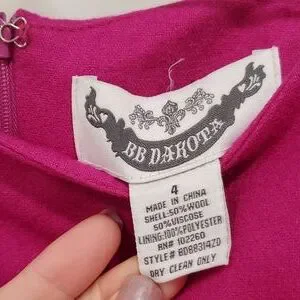 BB DAKOTA
4
MADE IN CHINA
SHELL:50%WOOL
50%VISCOSE
LINING:100%POLYESTER
RN# 102260
STYLE# BD88314ZD
DRY CLEAN ONLY